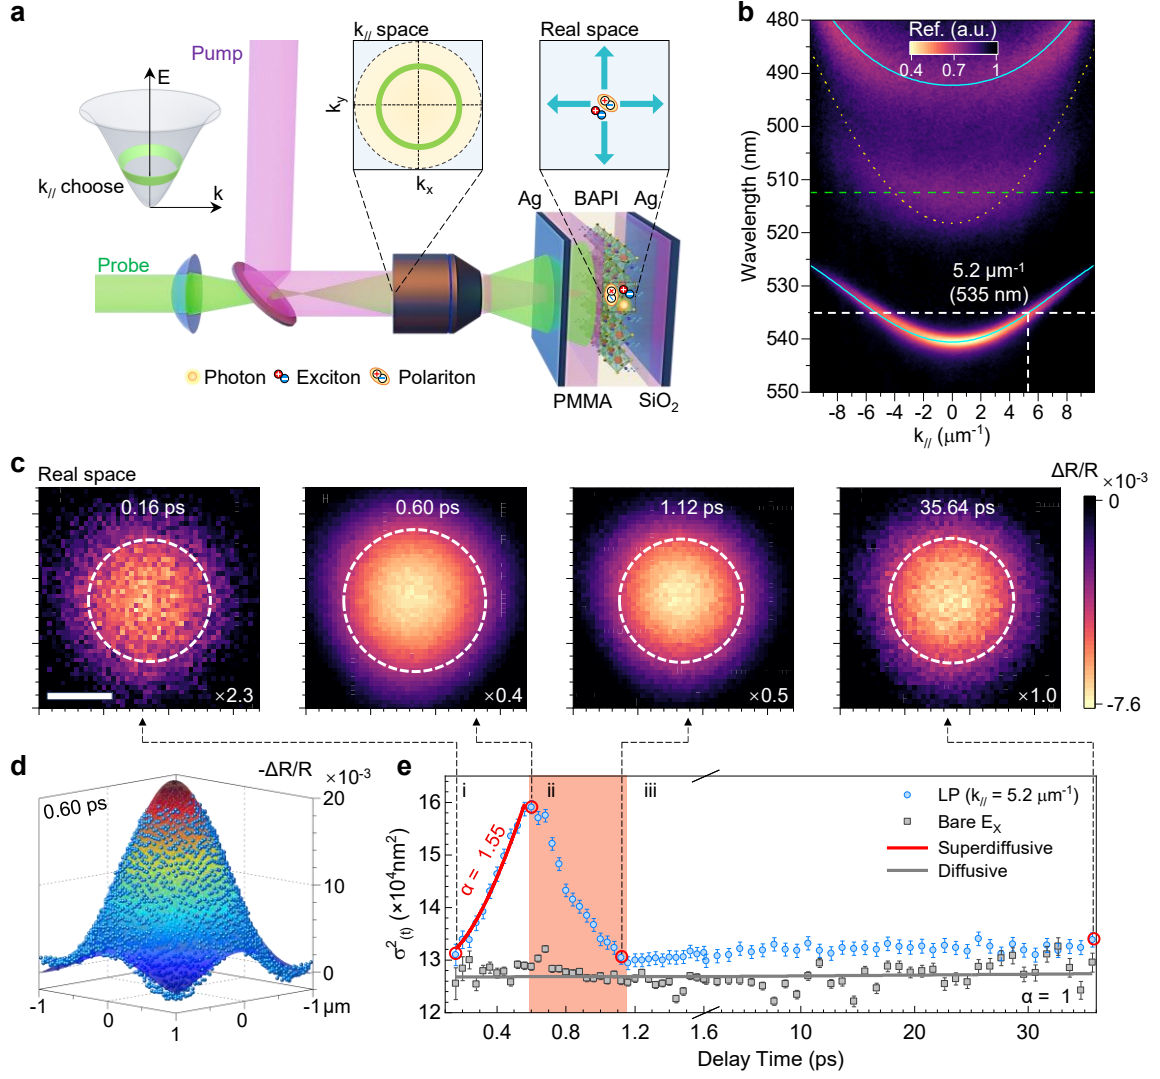 a
Pump
E
k// choose
k
k// space
ky
kx
Real space
Ag
BAPI
Ag
Probe
Photon
Exciton
Polariton
PMMA
SiO2
b
Ref. (a.u.)
0.4
0.7
1
5.2 μm-1
(535 nm)
Wavelength (nm)
480
490
500
510
520
530
540
550
-8
-6
-4
-2
0
2
4
6
8
k// (μm-1)
c
Real space
0.16 ps
×2.3
0.60 ps
×0.4
1.12 ps
×0.5
35.64 ps
×1.0
ΔR/R
×10-3
0
-7.6
d
-ΔR/R
×10-3
0.60 ps
20
10
0
-1
0
1
0
-1
μm
e
i
ii
iii
α = 1.55
LP (k// = 5.2 μm-1)
Bare EX
Superdiffusive
Diffusive
α = 1
σ2(t) (×104nm2)
16
15
14
13
12
0.4
0.8
1.2
1.6
10
20
30
Delay Time (ps)